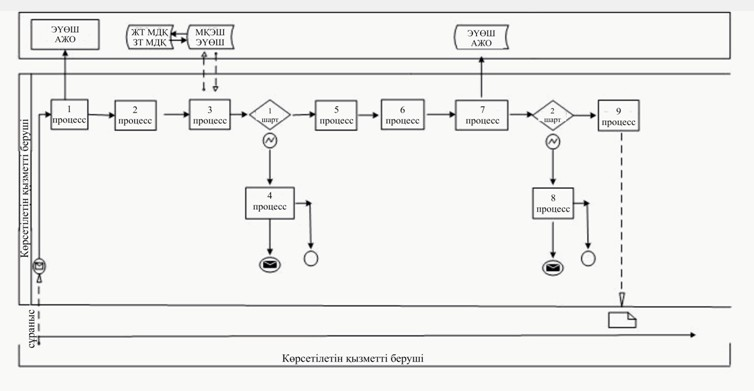 ЭҮӨШ
АЖО
ЖТ МДҚ
ЗТ МДҚ
МҚЭШ
ЭҮӨШ
ЭҮӨШ
АЖО
1
процесс
2
процесс
3
процесс
1
шарт
5
процесс
6
процесс
7
процесс
2
шарт
9
процесс
4
процесс
8
процесс
Көрсетілетін қызметті беруші
сұраныс
Көрсетілетін қызметті беруші